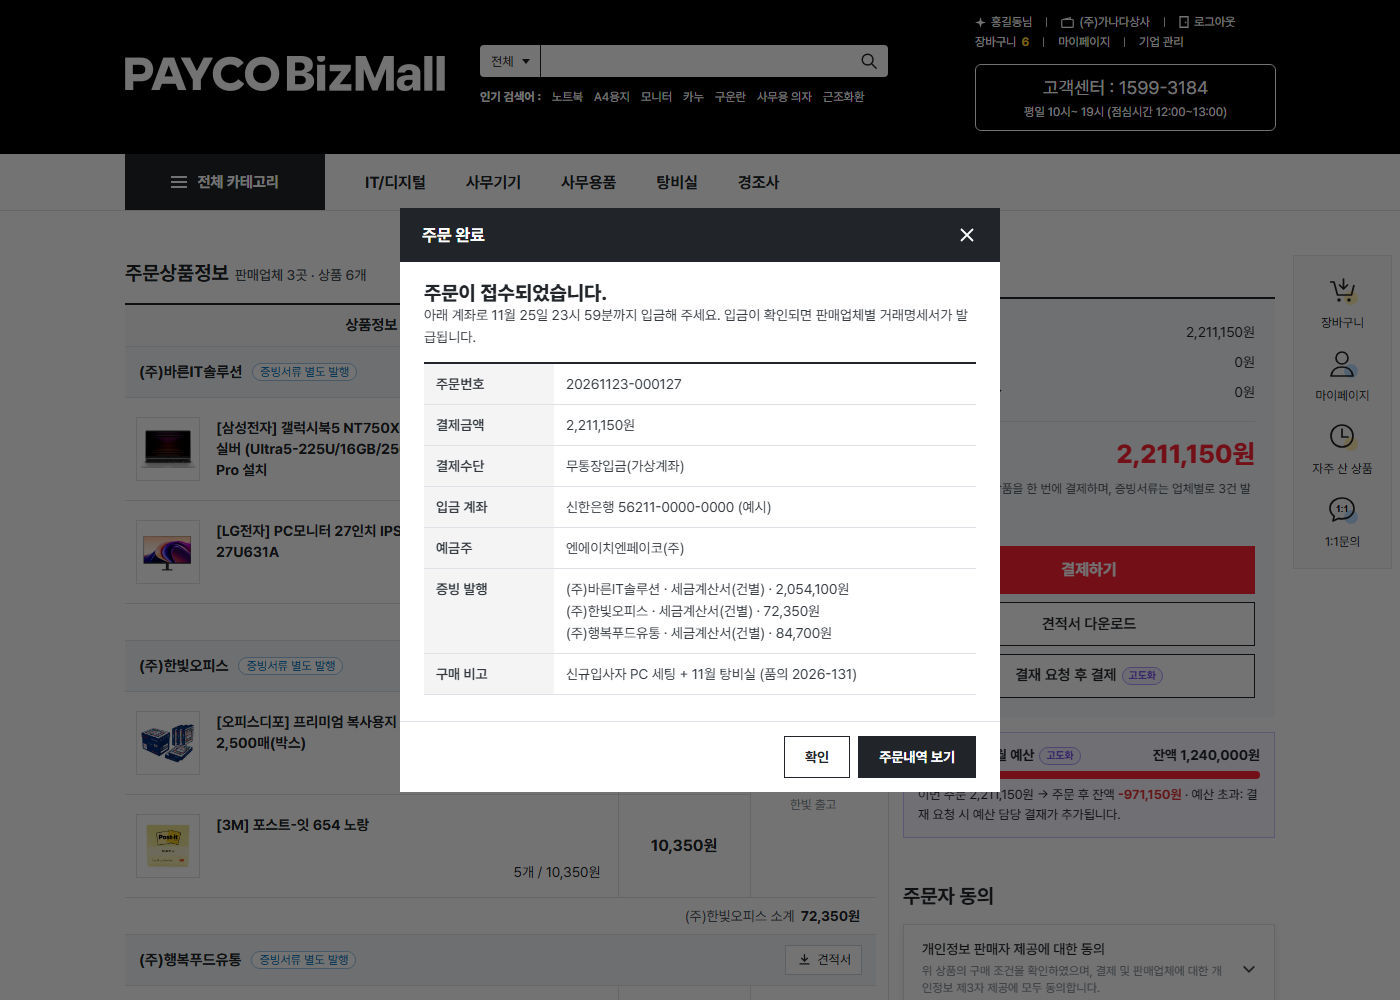 홍길동님
(주)가나다상사
로그아웃
장바구니 6
마이페이지
기업 관리
PAYCO BizMall
전체
인기 검색어 : 노트북 A4용지 모니터 카누 구운란 사무용 의자 근조화환
고객센터 : 1599-3184
평일 10시~ 19시 (점심시간 12:00~13:00)
전체 카테고리
IT/디지털
사무기기
사무용품
탕비실
경조사
주문 완료
주문이 접수되었습니다.
아래 계좌로 11월 25일 23시 59분까지 입금해 주세요. 입금이 확인되면 판매업체별 거래명세서가 발
급됩니다.
주문번호 20261123-000127
결제금액 2,211,150원
결제수단 무통장입금(가상계좌)
입금 계좌 신한은행 56211-0000-0000 (예시)
예금주 엔에이치엔페이코(주)
증빙 발행 (주)바른IT솔루션 · 세금계산서(건별) · 2,054,100원
(주)한빛오피스 · 세금계산서(건별) · 72,350원
(주)행복푸드유통 · 세금계산서(건별) · 84,700원
구매 비고 신규입사자 PC 세팅 + 11월 탕비실 (품의 2026-131)
확인
주문내역 보기
주문상품정보 판매업체 3곳 · 상품 6개
상품정보
(주)바른IT솔루션 증빙서류 별도 발행
[삼성전자] 갤럭시북5 NT750X
실버 (Ultra5-225U/16GB/25
Pro 설치
[LG전자] PC모니터 27인치 IPS
27U631A
(주)한빛오피스 증빙서류 별도 발행
[오피스디포] 프리미엄 복사용지
2,500매(박스)
한빛 출고
[3M] 포스트-잇 654 노랑
5개 / 10,350원
10,350원
(주)한빛오피스 소계 72,350원
(주)행복푸드유통 증빙서류 별도 발행
견적서
2,211,150원
0원
0원
2,211,150원
품을 한 번에 결제하며, 증빙서류는 업체별로 3건 발
결제하기
견적서 다운로드
결재 요청 후 결제 고도화
월 예산 고도화 잔액 1,240,000원
이번 주문 2,211,150원 → 주문 후 잔액 -971,150원 · 예산 초과: 결
재 요청 시 예산 담당 결재가 추가됩니다.
주문자 동의
개인정보 판매자 제공에 대한 동의
위 상품의 구매 조건을 확인하였으며, 결제 및 판매업체에 대한 개
인정보 제3자 제공에 모두 동의합니다.
장바구니
마이페이지
자주 산 상품
1:1
1:1문의
Post-it